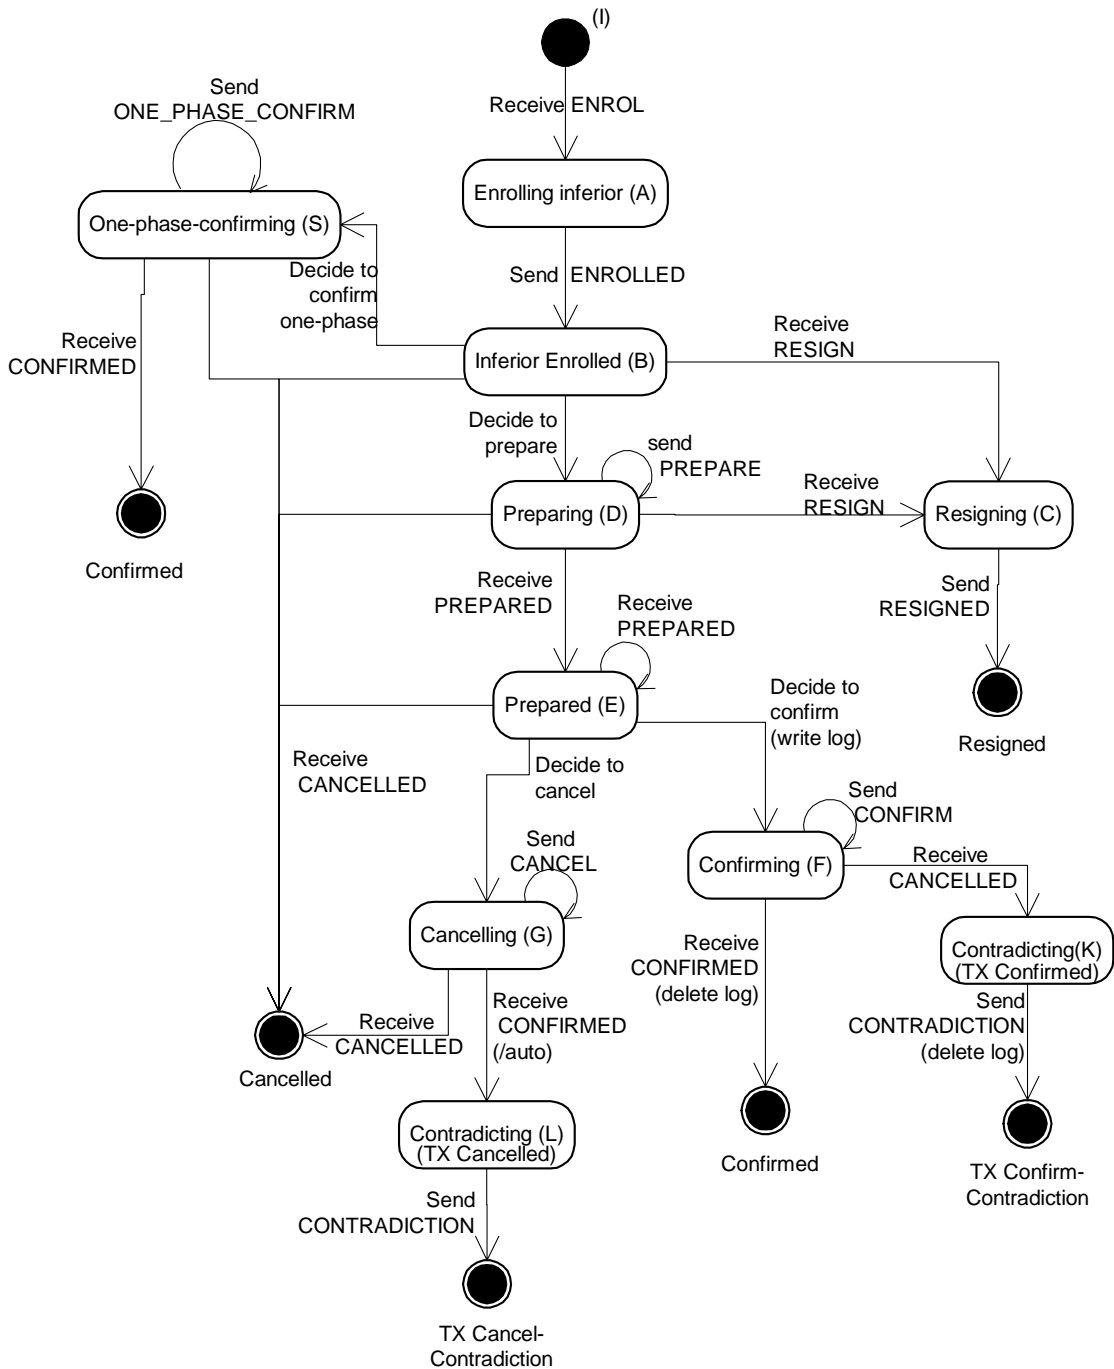 (I)
Receive ENROL
Send
ONE_PHASE_CONFIRM
Enrolling inferior (A)
One-phase-confirming (S)
Send ENROLLED
Decide to
confirm
one-phase
Receive
CONFIRMED
Receive
RESIGN
Inferior Enrolled (B)
Decide to
prepare
send
PREPARE
Receive
RESIGN
Preparing (D)
Resigning (C)
Confirmed
Receive
PREPARED
Receive
PREPARED
Send
RESIGNED
Prepared (E)
Decide to
confirm
(write log)
Resigned
Receive
CANCELLED
Decide to
cancel
Send
CONFIRM
Send
CANCEL
Confirming (F)
Receive
CANCELLED
Cancelling (G)
Receive
CONFIRMED
(delete log)
Contradicting(K)
(TX Confirmed)
Receive
CANCELLED
Receive
CONFIRMED
(/auto)
Send
CONTRADICTION
(delete log)
Cancelled
Contradicting (L)
(TX Cancelled)
Confirmed
TX Confirm-
Contradiction
Send
CONTRADICTION
TX Cancel-
Contradiction